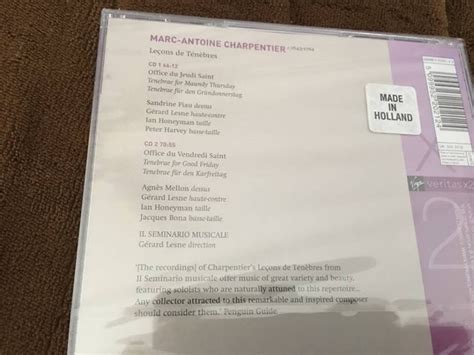 MARC-ANTOINE CHARPENTIER
Leçons de Ténèbres
CD 1 66:12
Office du Jeudi Saint
Tenebrae for Maundy Thursday
Tenebrae für den Gründonnerstag
Sandrine Piau dessus
Gérard Lesne haute-contre
Ian Honeyman taille
Peter Harvey basse-taille
CD 2 70:55
Office du Vendredi Saint
Tenebrae for Good Friday
Tenebrae für den Karfreitag
Agnès Mellon dessus
Gérard Lesne haute-contre
Ian Honeyman taille
Jacques Bona basse-taille
IL SEMINARIO MUSICALE
Gérard Lesne direction
'[The recordings] of Charpentier's Leçons de Ténèbres from
Il Seminario musicale offer music of great variety and beauty,
featuring soloists who are naturally attuned to this repertoire...
Any collector attracted to this remarkable and inspired composer
should consider them.' Penguin Guide
MADE
IN
HOLLAND
Virgin
veritas x2
2